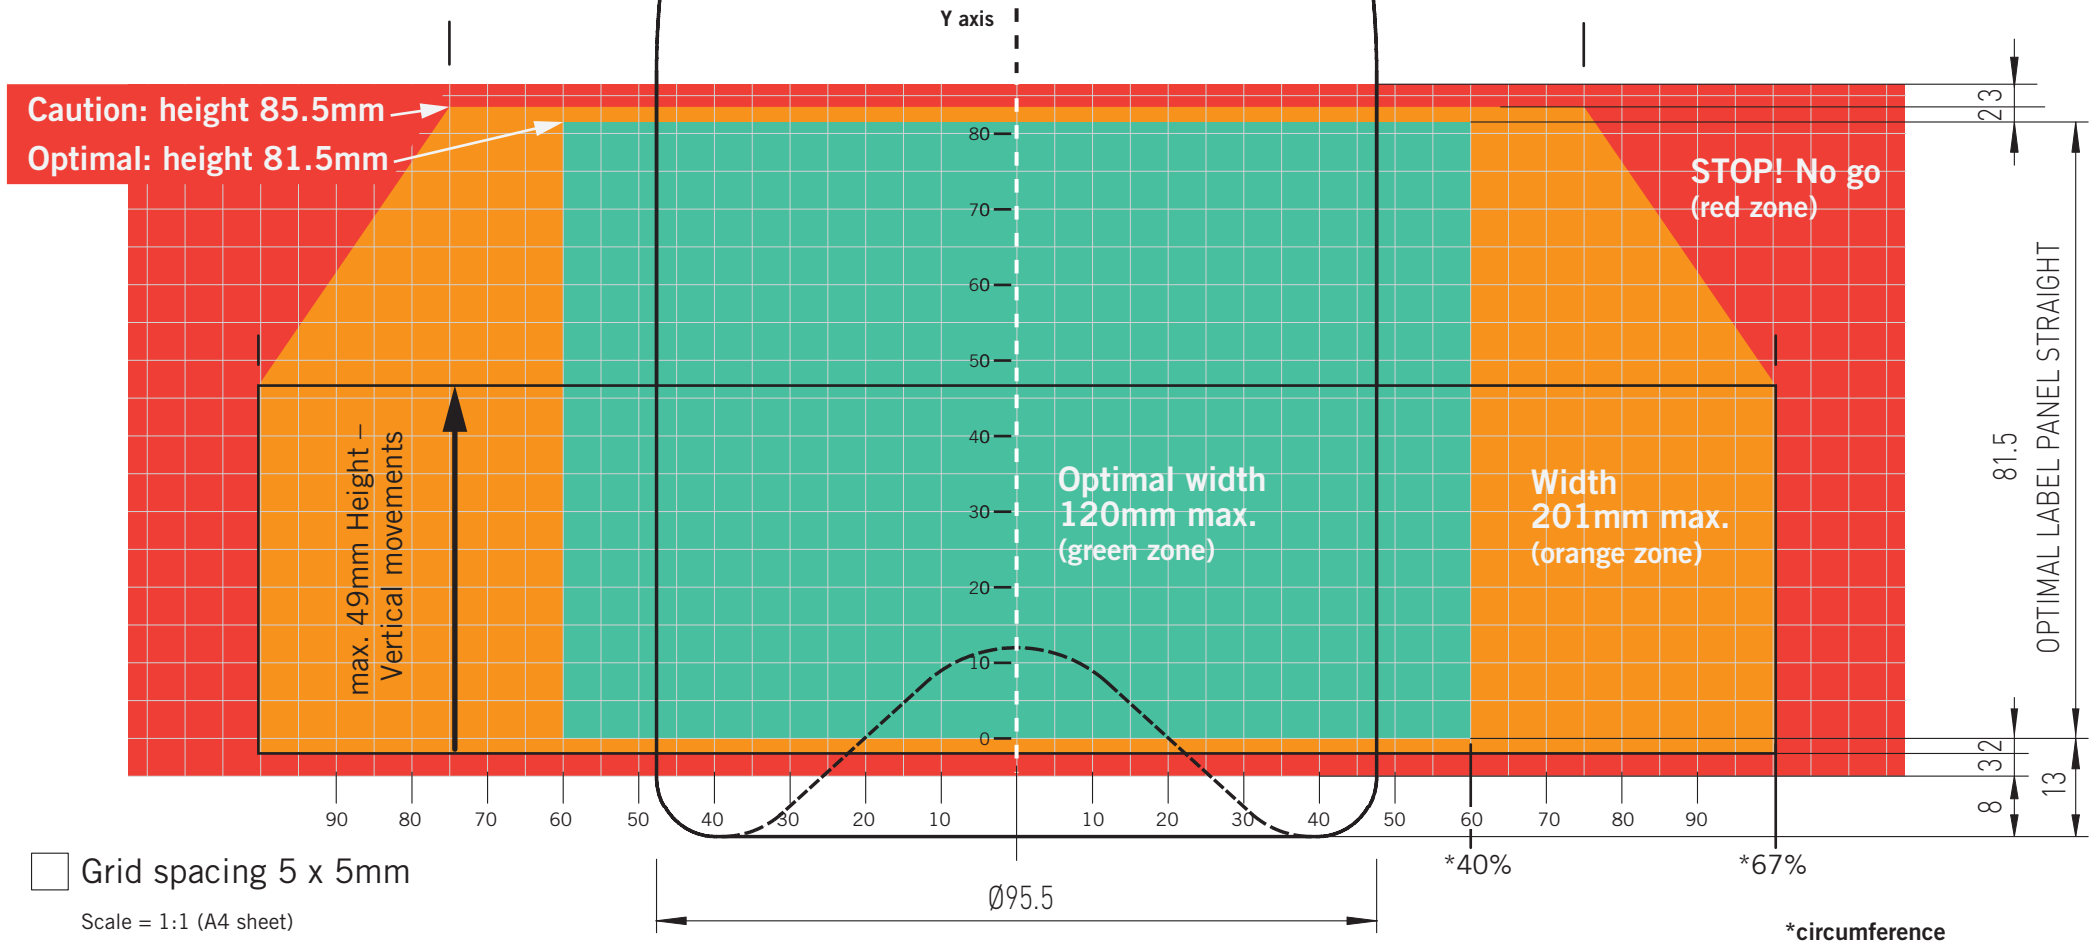 Y axis
Caution: height 85.5mm
Optimal: height 81.5mm
STOP! No go
(red zone)
80
70
60
50
40
30
20
10
0
max. 49mm Height –
Vertical movements
Optimal width
120mm max.
(green zone)
Width
201mm max.
(orange zone)
3
2
81.5
OPTIMAL LABEL PANEL STRAIGHT
2
3
8
13
90 80 70 60 50 40 30 20 10 10 20 30 40 50 60 70 80 90
*40% *67%
Grid spacing 5 x 5mm
Scale = 1:1 (A4 sheet)
Ø95.5
*circumference